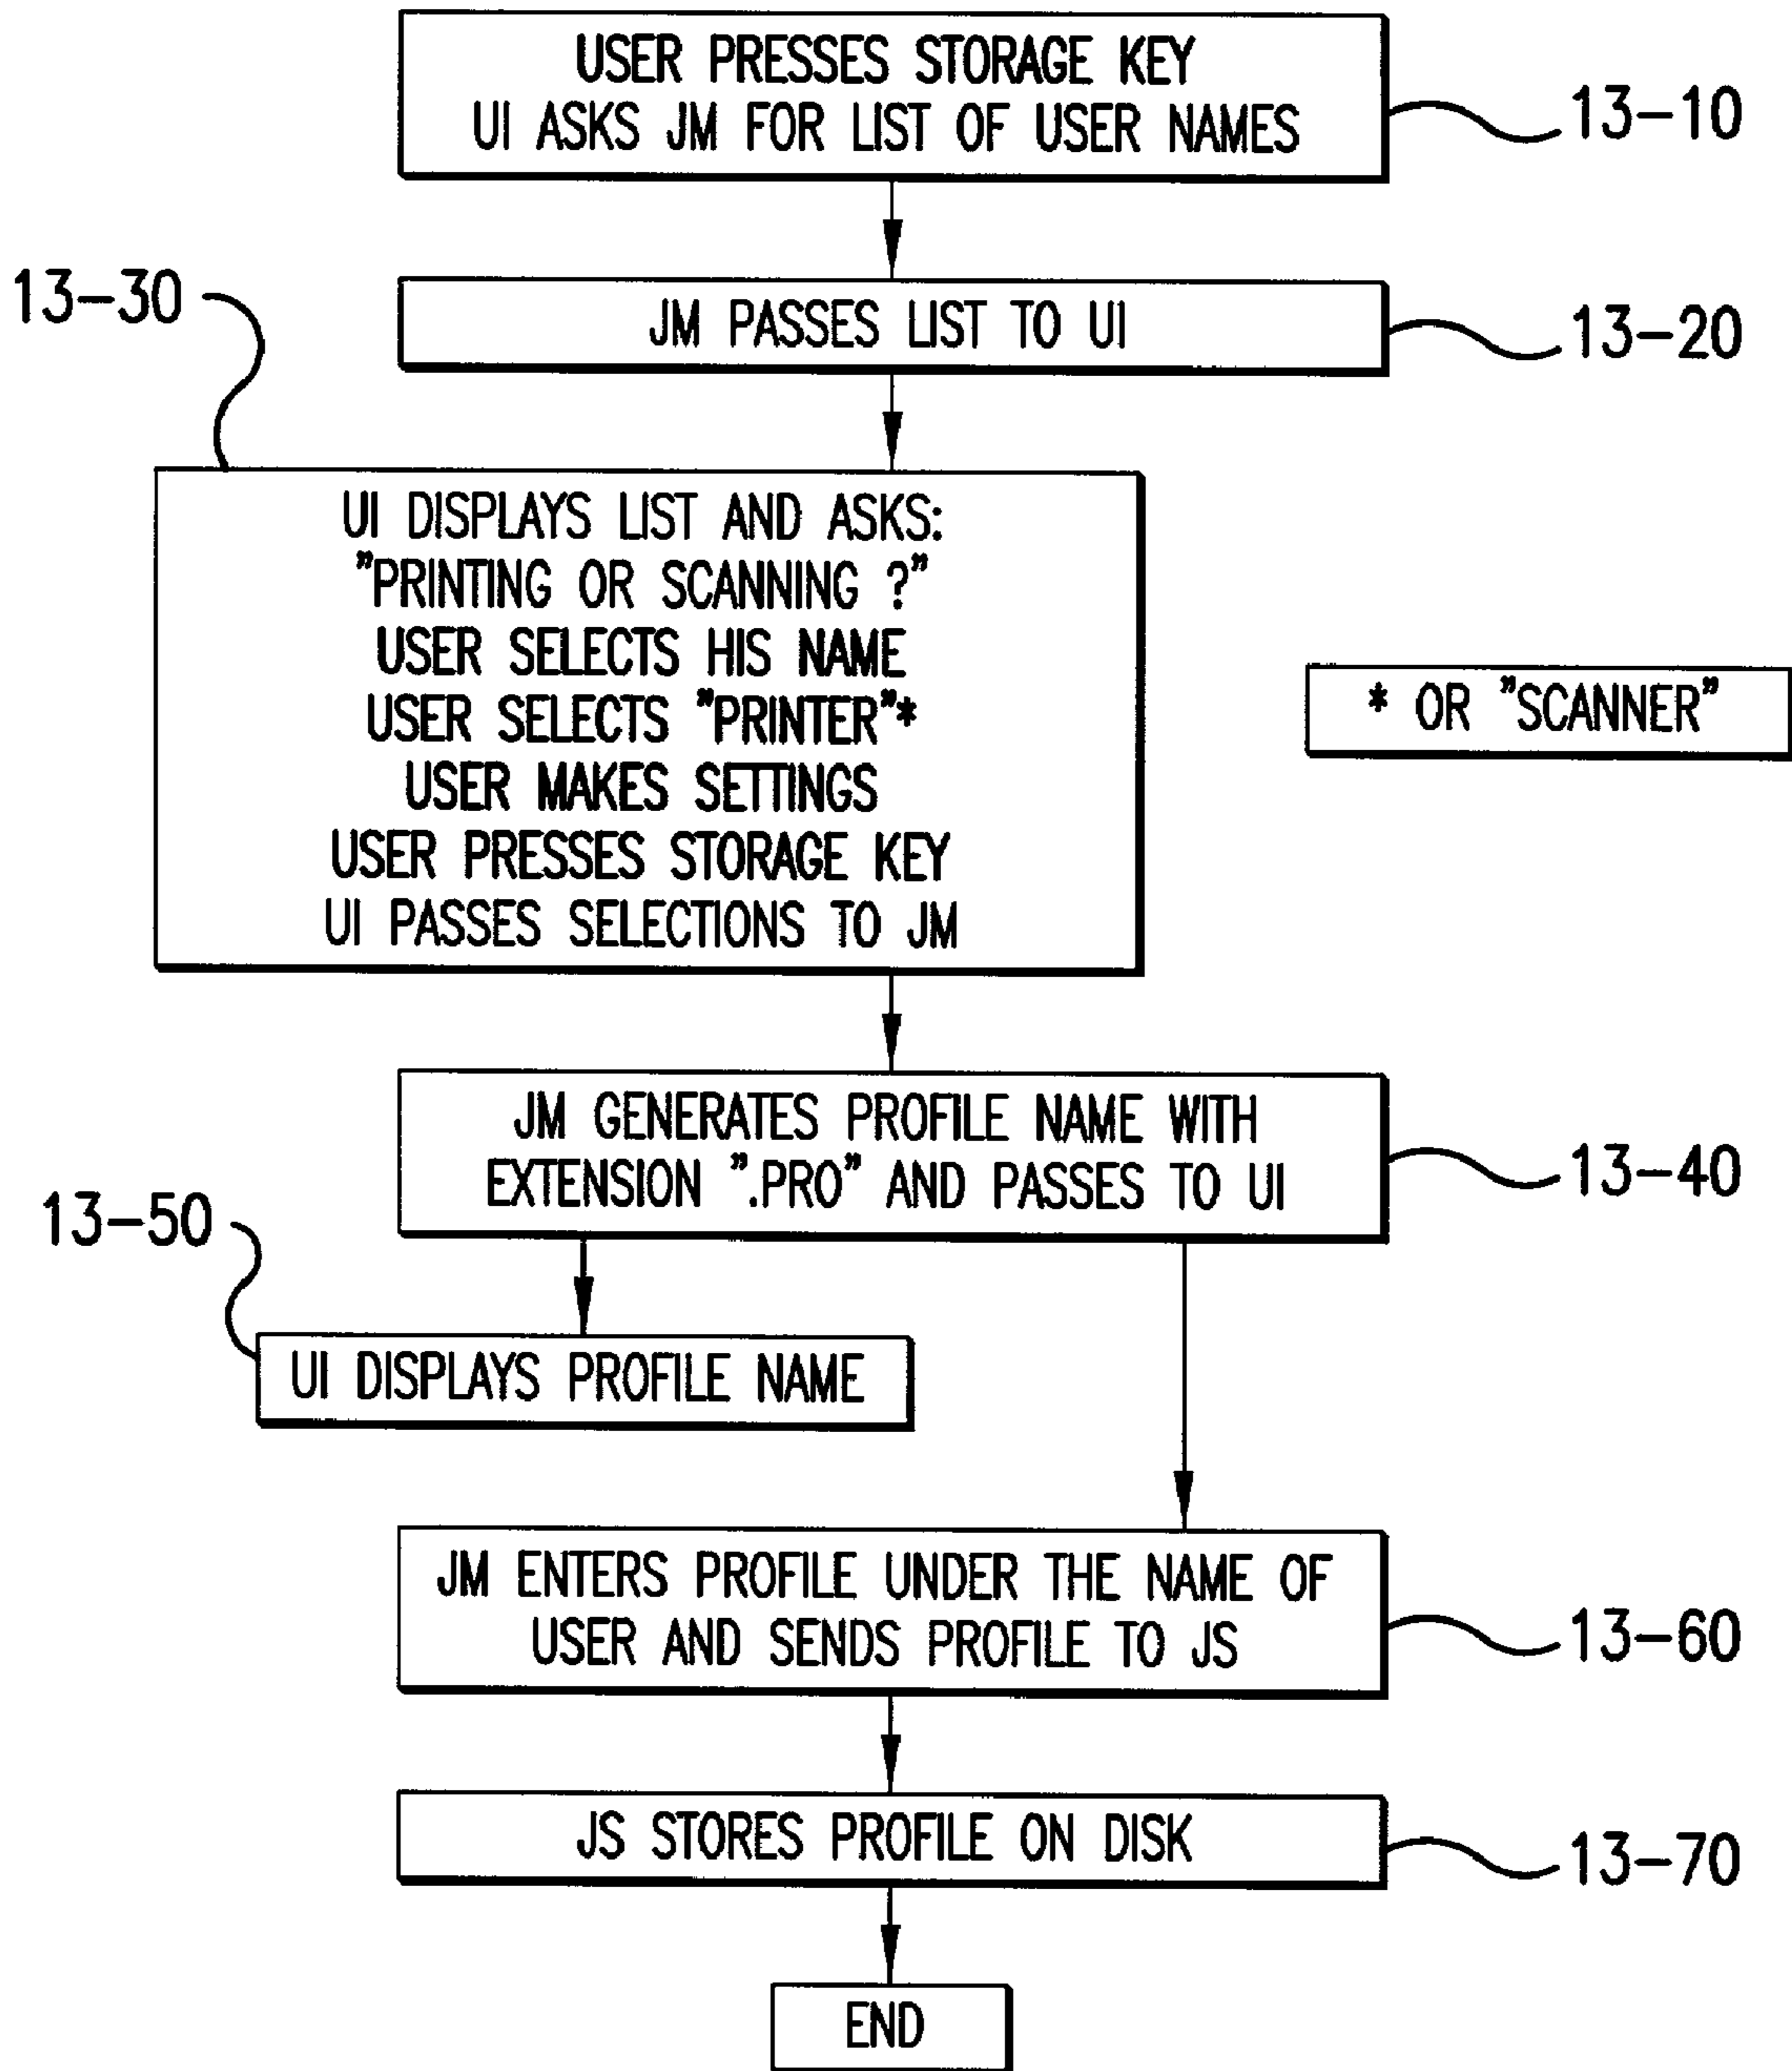 USER PRESSES STORAGE KEY
UI ASKS JM FOR LIST OF USER NAMES
13-10
JM PASSES LIST TO UI
13-20
13-30
UI DISPLAYS LIST AND ASKS:
"PRINTING OR SCANNING ?"
USER SELECTS HIS NAME
USER SELECTS "PRINTER"*
USER MAKES SETTINGS
USER PRESSES STORAGE KEY
UI PASSES SELECTIONS TO JM
* OR "SCANNER"
JM GENERATES PROFILE NAME WITH
EXTENSION ".PRO" AND PASSES TO UI
13-40
13-50
UI DISPLAYS PROFILE NAME
JM ENTERS PROFILE UNDER THE NAME OF
USER AND SENDS PROFILE TO JS
13-60
JS STORES PROFILE ON DISK
13-70
END